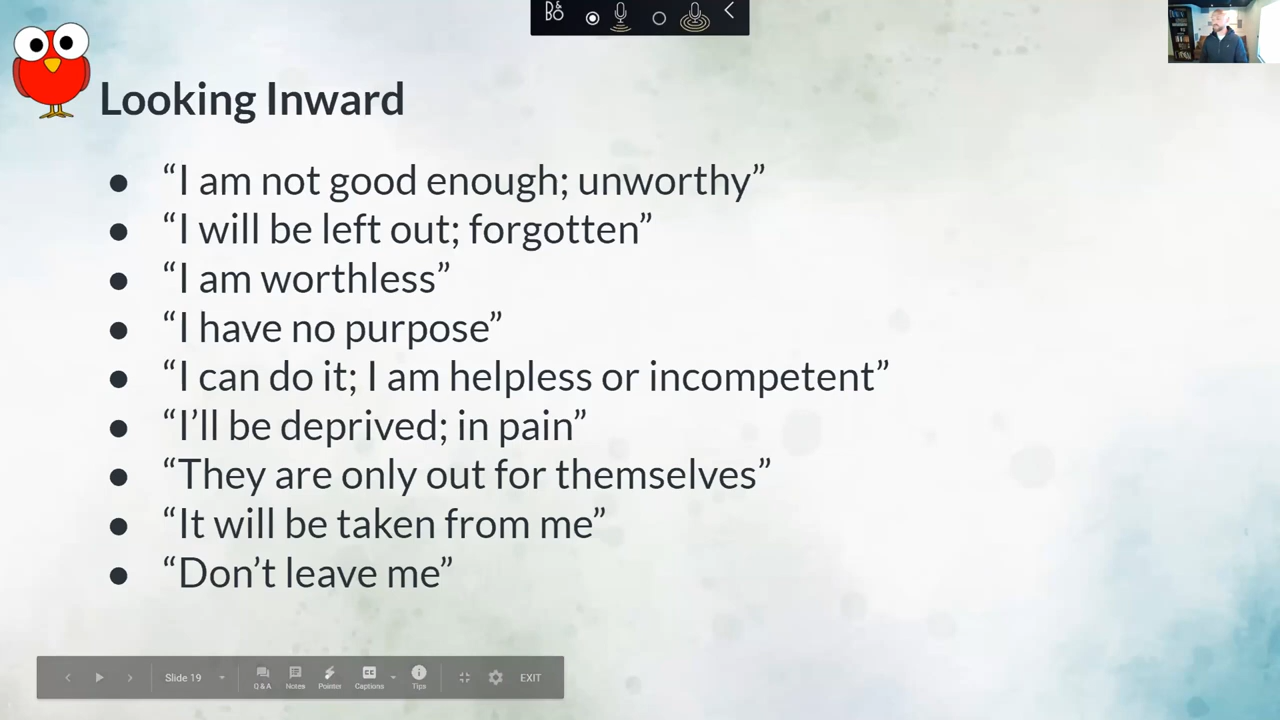 B&O
Looking Inward
● “I am not good enough; unworthy”
● “I will be left out; forgotten”
● “I am worthless”
● “I have no purpose”
● “I can do it; I am helpless or incompetent”
● “I’ll be deprived; in pain”
● “They are only out for themselves”
● “It will be taken from me”
● “Don’t leave me”
Slide 19
Q & A
Notes
Pointer
CC
Captions
Tips
EXIT